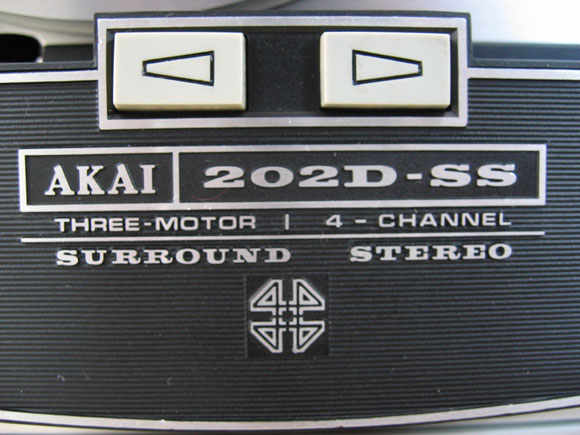 AKAI 202D-SS
THREE-MOTOR | 4-CHANNEL
SURROUND STEREO